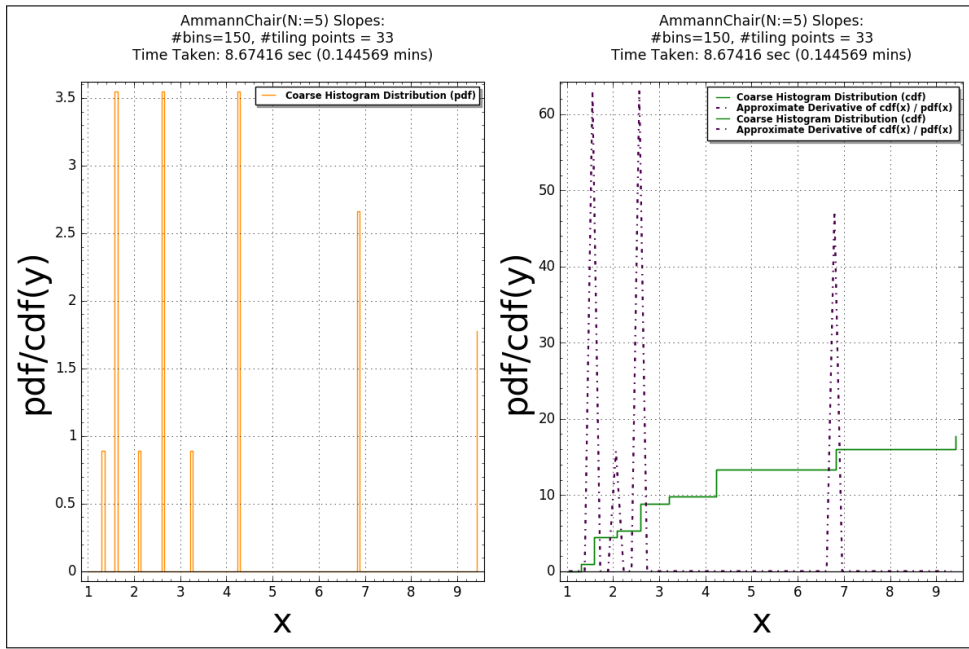 AmmannChair(N:=5) Slopes:
#bins=150, #tiling points = 33
Time Taken: 8.67416 sec (0.144569 mins)
Coarse Histogram Distribution (pdf)
3.5
3
2.5
2
1.5
1
0.5
0
pdf/cdf(y)
1 2 3 4 5 6 7 8 9
x
AmmannChair(N:=5) Slopes:
#bins=150, #tiling points = 33
Time Taken: 8.67416 sec (0.144569 mins)
Coarse Histogram Distribution (cdf)
Approximate Derivative of cdf(x) / pdf(x)
Coarse Histogram Distribution (cdf)
Approximate Derivative of cdf(x) / pdf(x)
60
50
40
30
20
10
0
pdf/cdf(y)
1 2 3 4 5 6 7 8 9
x